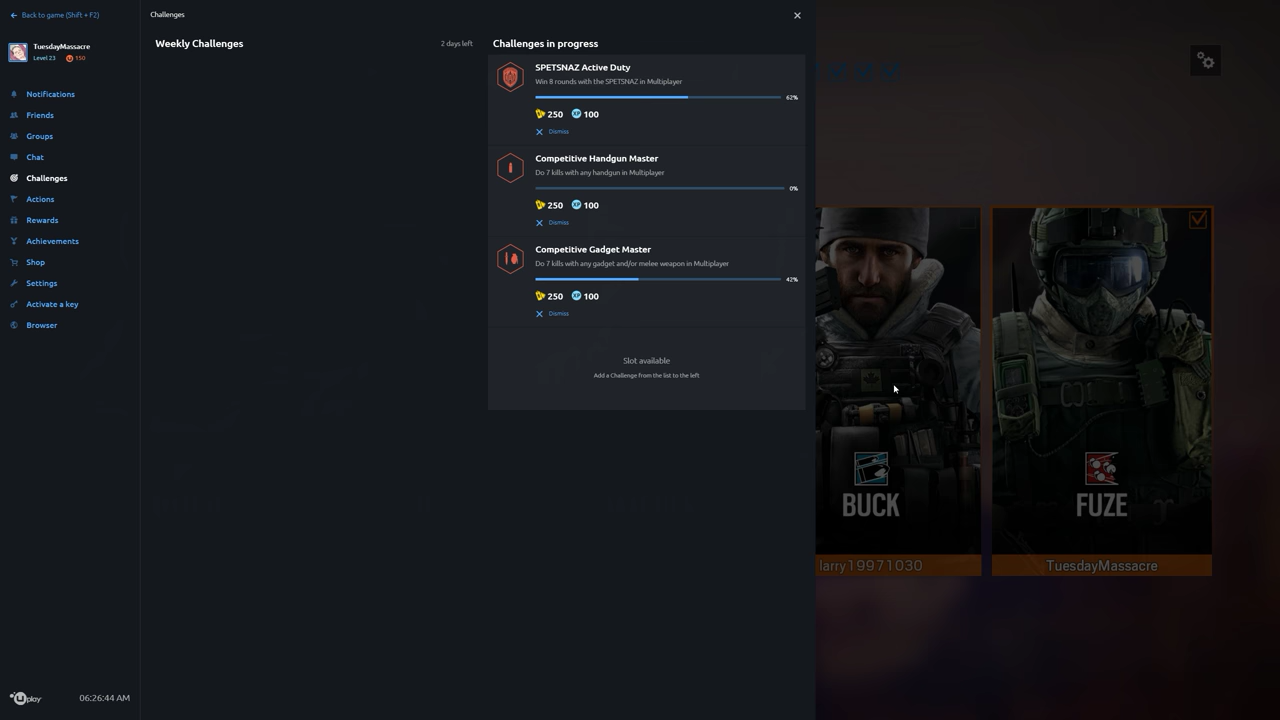 Back to game (Shift + F2)
TuesdayMassacre
Level 23 150
Notifications
Friends
Groups
Chat
Challenges
Actions
Rewards
Achievements
Shop
Settings
Activate a key
Browser
uplay 06:26:44 AM
Challenges
Weekly Challenges 2 days left
Challenges in progress
SPETSNAZ Active Duty
Win 8 rounds with the SPETSNAZ in Multiplayer
62%
250 XP 100
Dismiss
Competitive Handgun Master
Do 7 kills with any handgun in Multiplayer
0%
250 XP 100
Dismiss
Competitive Gadget Master
Do 7 kills with any gadget and/or melee weapon in Multiplayer
42%
250 XP 100
Dismiss
Slot available
Add a Challenge from the list to the left
BUCK
larry19971030
FUZE
TuesdayMassacre